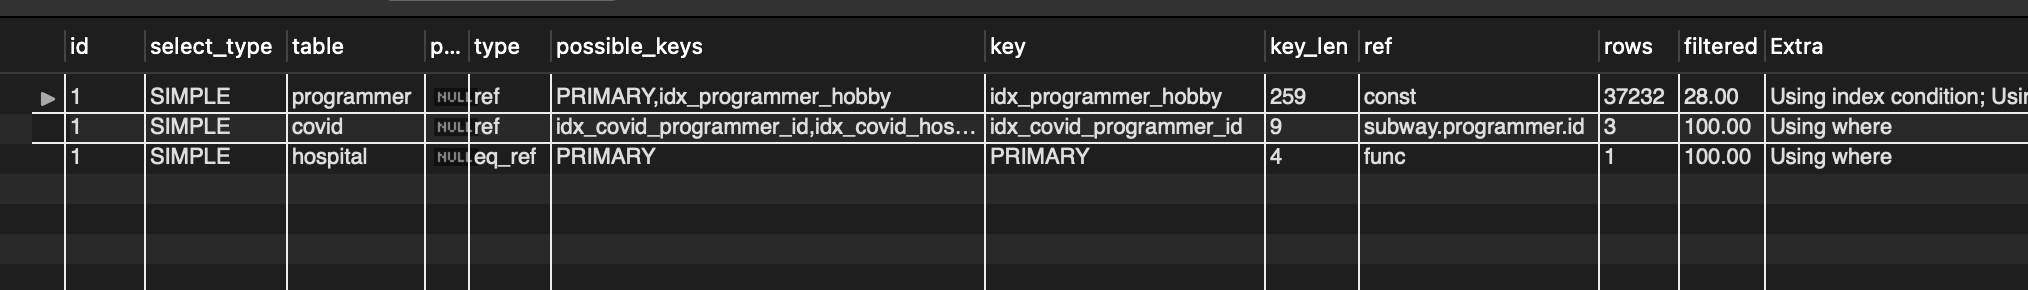 id select_type table p... type possible_keys key key_len ref rows filtered Extra
1 SIMPLE programmer NULL ref PRIMARY,idx_programmer_hobby idx_programmer_hobby 259 const 37232 28.00 Using index condition; Usin
1 SIMPLE covid NULL ref idx_covid_programmer_id,idx_covid_hos... idx_covid_programmer_id 9 subway.programmer.id 3 100.00 Using where
1 SIMPLE hospital NULL eq_ref PRIMARY PRIMARY 4 func 1 100.00 Using where